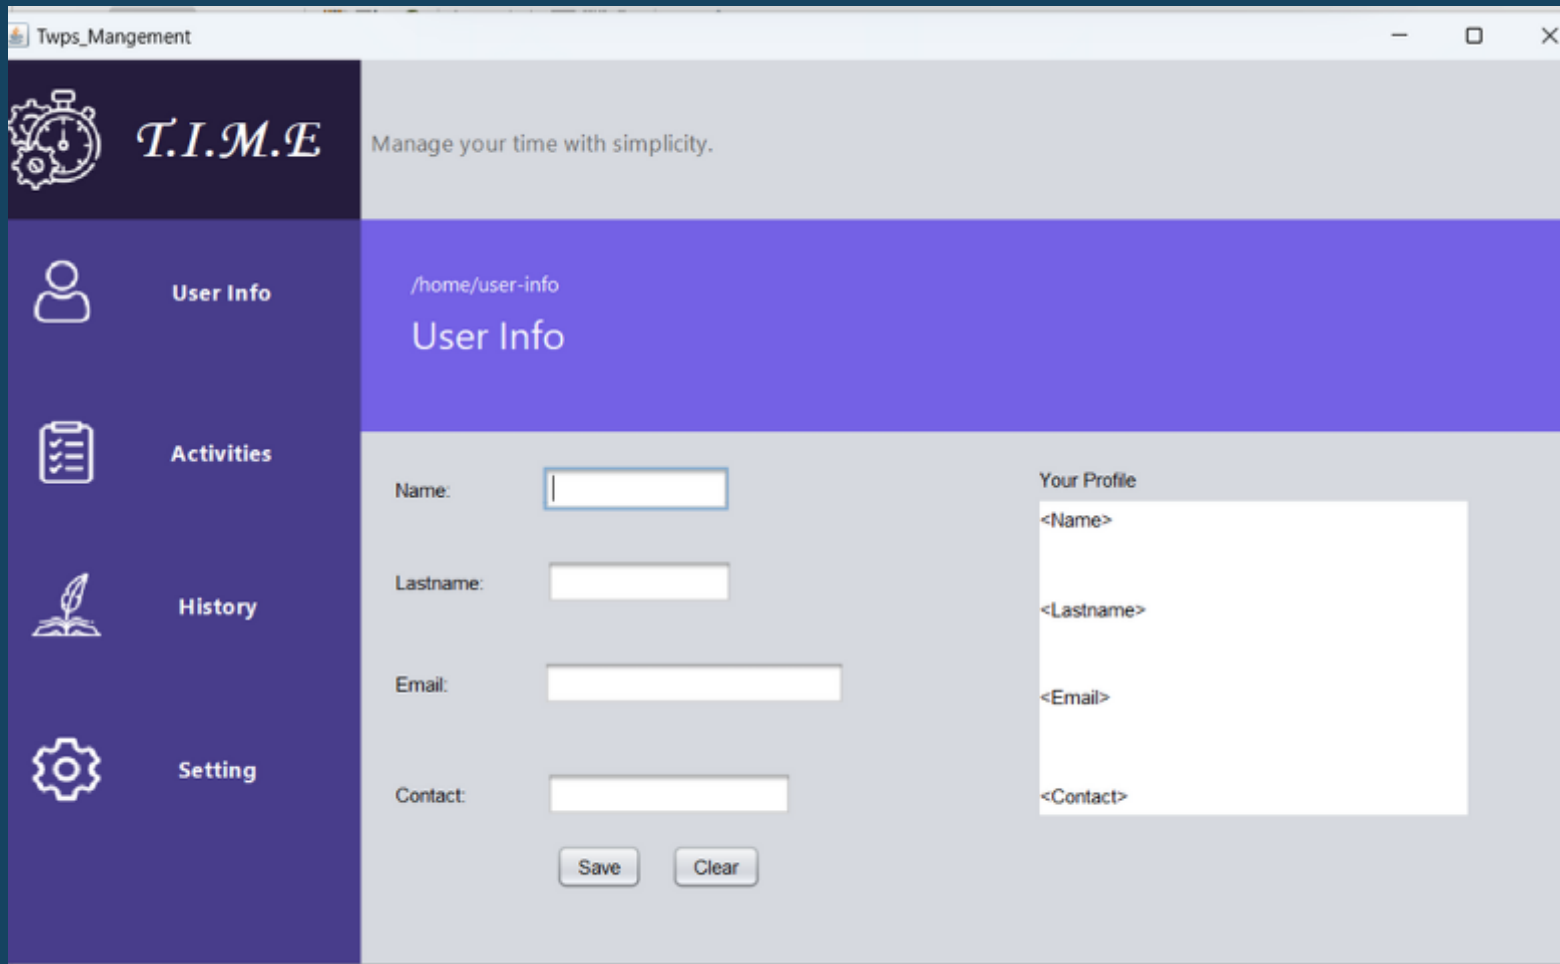 Twps_Mangement
T.I.M.E
Manage your time with simplicity.
User Info
Activities
History
Setting
/home/user-info
User Info
Name:
Lastname:
Email:
Contact:
Save
Clear
Your Profile
<Name>
<Lastname>
<Email>
<Contact>